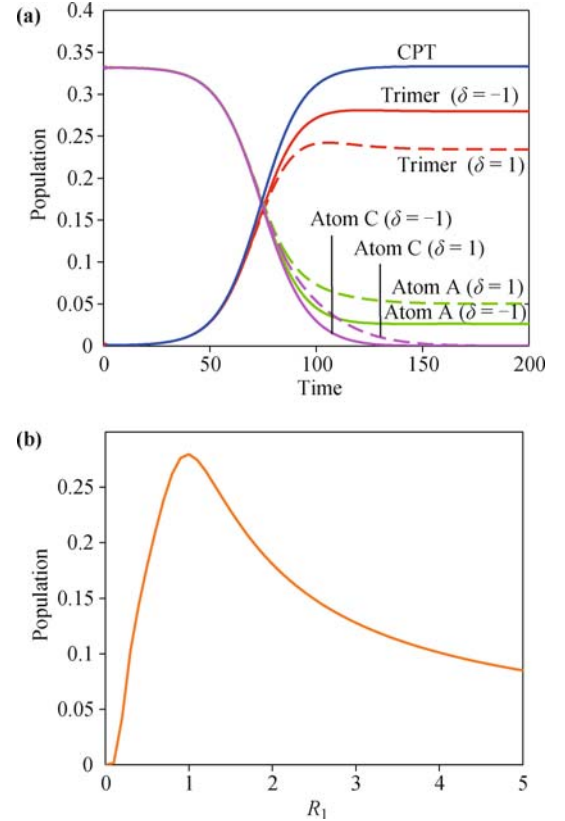 (a)
0.4
0.35
0.3
0.25
0.2
0.15
0.1
0.05
0
Population
CPT
Trimer (δ = −1)
Trimer (δ = 1)
Atom C (δ = −1)
Atom C (δ = 1)
Atom A (δ = 1)
Atom A (δ = −1)
0 50 100 150 200
Time
(b)
0.25
0.2
0.15
0.1
0.05
0
Population
0 1 2 3 4 5
R1